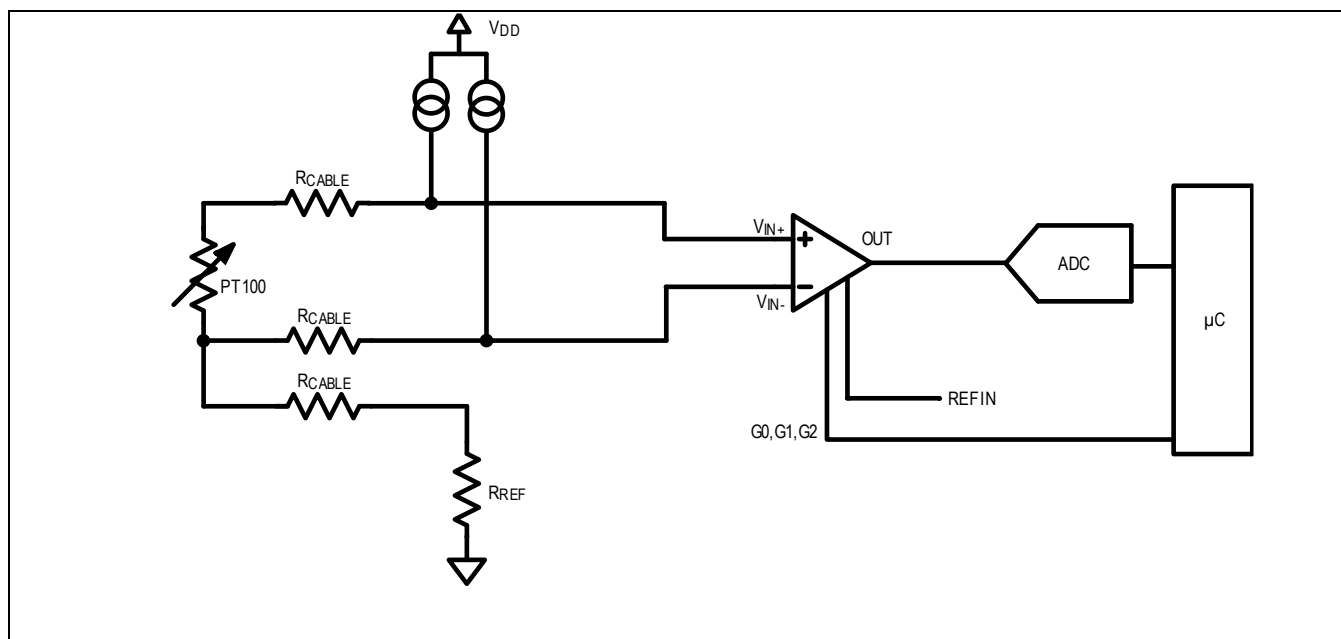 VDD
RCABLE
VIN+
OUT
ADC
PT100
VIN-
RCABLE
µC
RCABLE
REFIN
G0, G1, G2
RREF